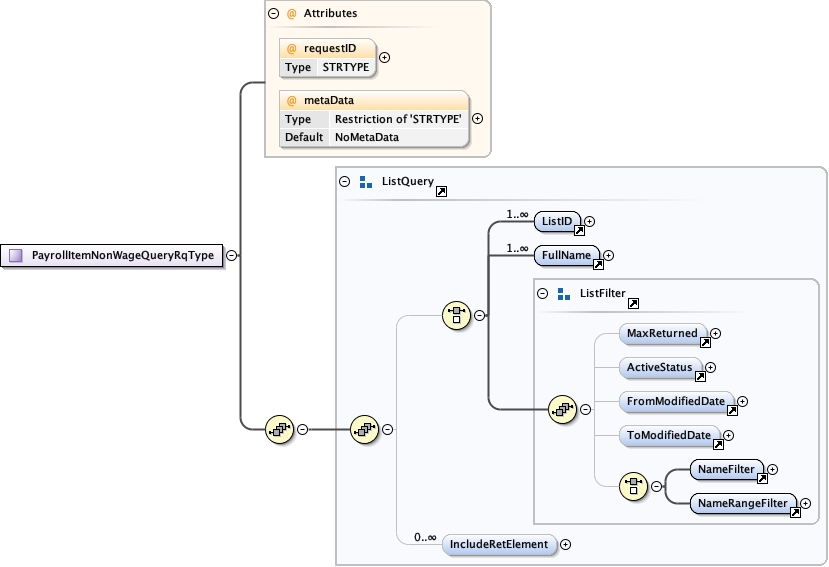 @ Attributes
@ requestID
Type STRTYPE
@ metaData
Type Restriction of 'STRTYPE'
Default NoMetaData
ListQuery
1..∞ ListID
1..∞ FullName
PayrollItemNonWageQueryRqType
ListFilter
MaxReturned
ActiveStatus
FromModifiedDate
ToModifiedDate
NameFilter
NameRangeFilter
0..∞ IncludeRetElement